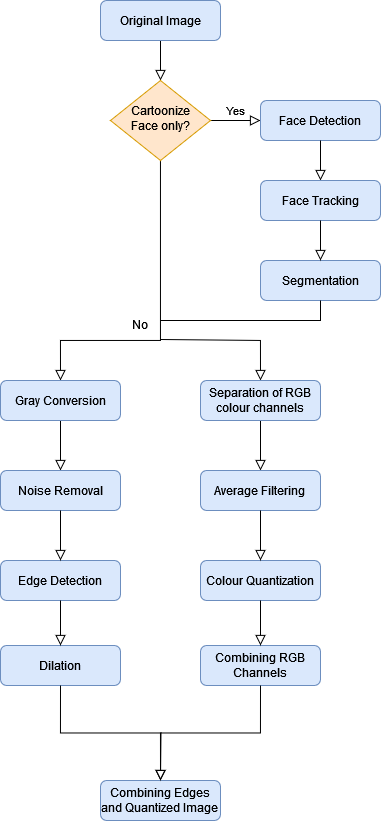 Original Image
Cartoonize
Face only?
Yes
Face Detection
Face Tracking
Segmentation
No
Gray Conversion
Separation of RGB
colour channels
Noise Removal
Average Filtering
Edge Detection
Colour Quantization
Dilation
Combining RGB
Channels
Combining Edges
and Quantized Image